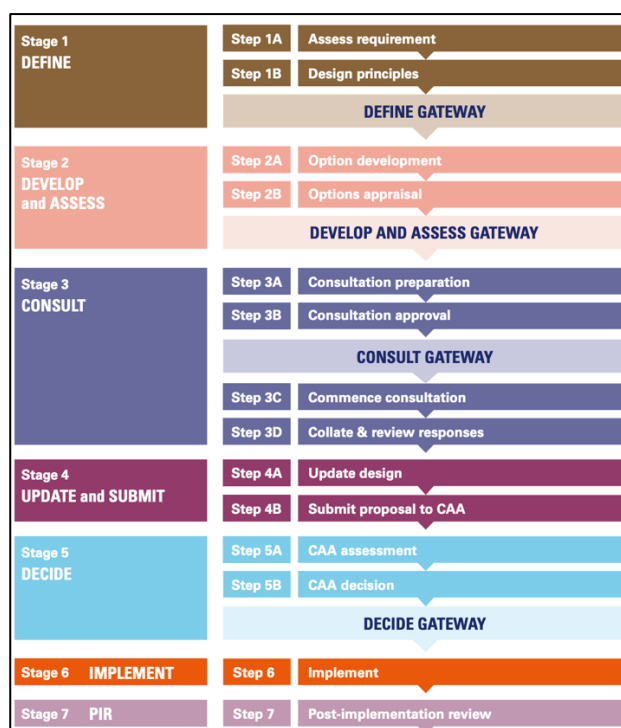 Stage 1
DEFINE
Step 1A Assess requirement
Step 1B Design principles
DEFINE GATEWAY
Stage 2
DEVELOP
and ASSESS
Step 2A Option development
Step 2B Options appraisal
DEVELOP AND ASSESS GATEWAY
Stage 3
CONSULT
Step 3A Consultation preparation
Step 3B Consultation approval
CONSULT GATEWAY
Step 3C Commence consultation
Step 3D Collate & review responses
Stage 4
UPDATE and SUBMIT
Step 4A Update design
Step 4B Submit proposal to CAA
Stage 5
DECIDE
Step 5A CAA assessment
Step 5B CAA decision
DECIDE GATEWAY
Stage 6 IMPLEMENT Step 6 Implement
Stage 7 PIR Step 7 Post-implementation review